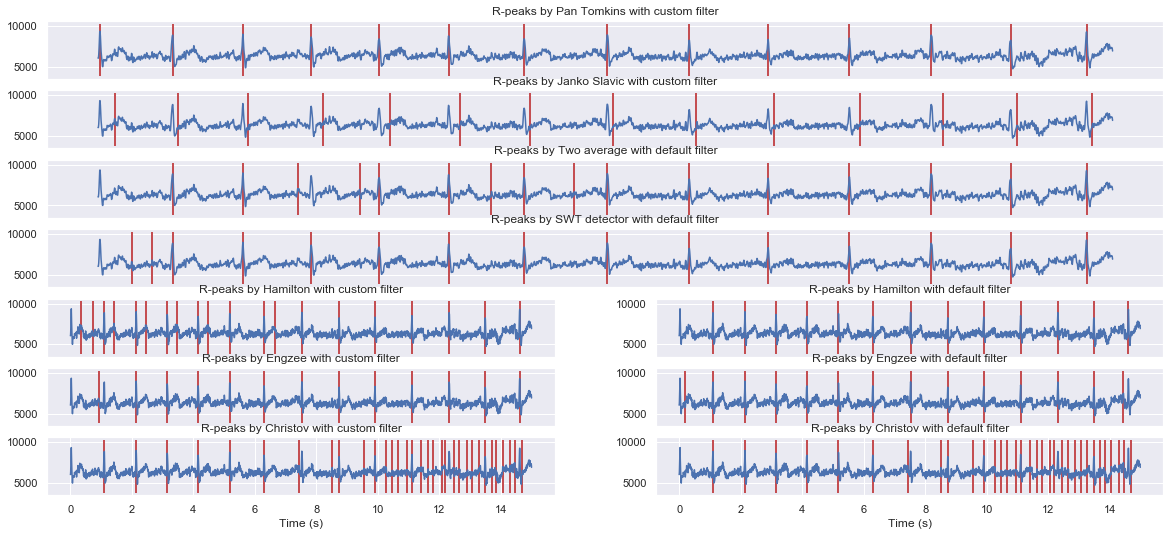 R-peaks by Pan Tomkins with custom filter
10000
5000
R-peaks by Janko Slavic with custom filter
10000
5000
R-peaks by Two average with default filter
10000
5000
R-peaks by SWT detector with default filter
10000
5000
R-peaks by Hamilton with custom filter
R-peaks by Hamilton with default filter
10000
10000
5000
5000
R-peaks by Engzee with custom filter
R-peaks by Engzee with default filter
10000
10000
5000
5000
R-peaks by Christov with custom filter
R-peaks by Christov with default filter
10000
10000
5000
5000
0 2 4 6 8 10 12 14
0 2 4 6 8 10 12 14
Time (s)
Time (s)